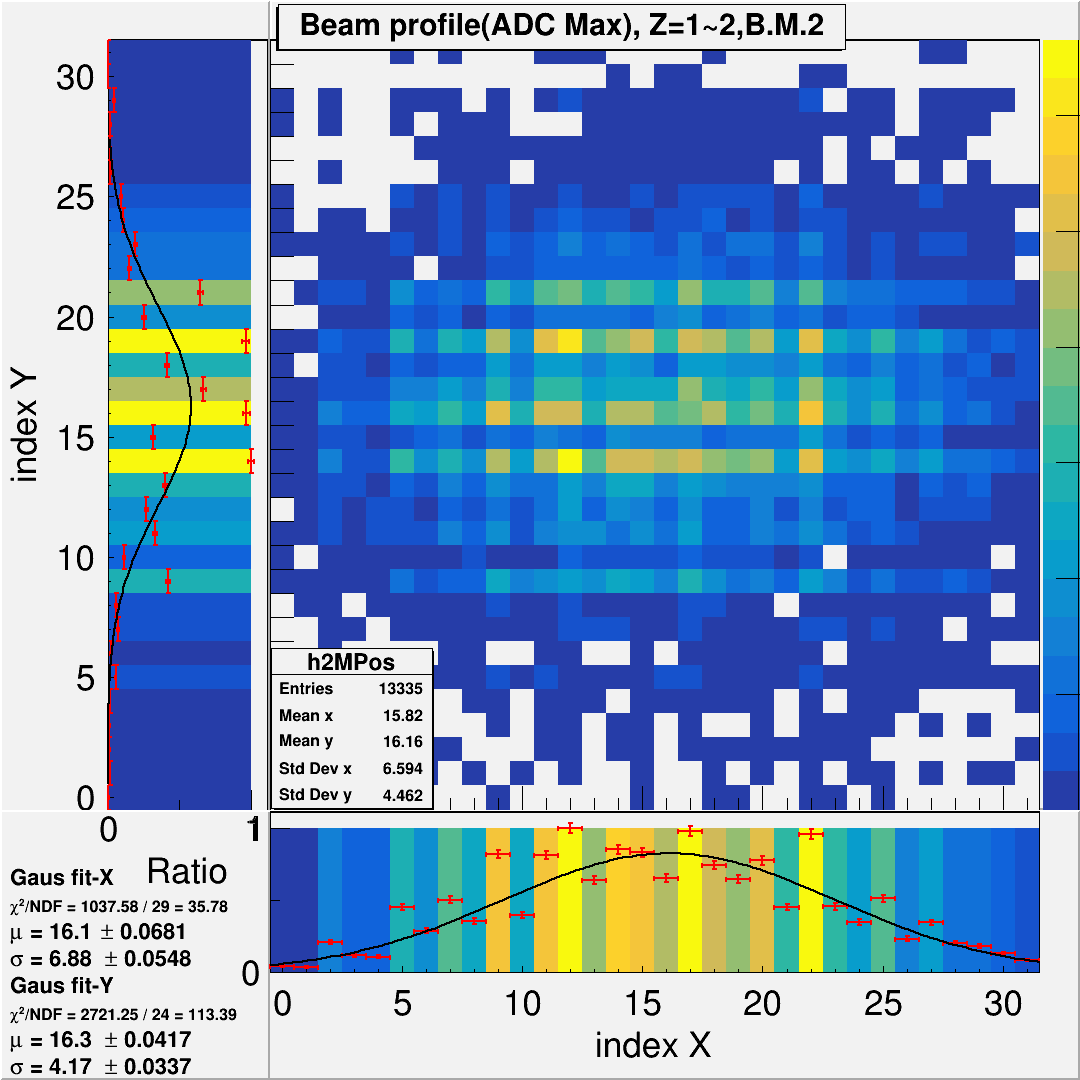 Beam profile(ADC Max), Z=1~2,B.M.2
30
25
20
15
10
5
0
index Y
0
1
Ratio
h2MPos
Entries 13335
Mean x 15.82
Mean y 16.16
Std Dev x 6.594
Std Dev y 4.462
1
0
0 5 10 15 20 25 30
index X
Gaus fit-X
χ²/NDF = 1037.58 / 29 = 35.78
μ = 16.1 ± 0.0681
σ = 6.88 ± 0.0548
Gaus fit-Y
χ²/NDF = 2721.25 / 24 = 113.39
μ = 16.3 ± 0.0417
σ = 4.17 ± 0.0337